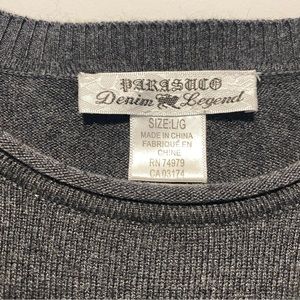 PARASUCO
Denim Legend
SIZE:L/G
MADE IN CHINA
FABRIQUÉ EN
CHINE
RN 74979
CA 03174